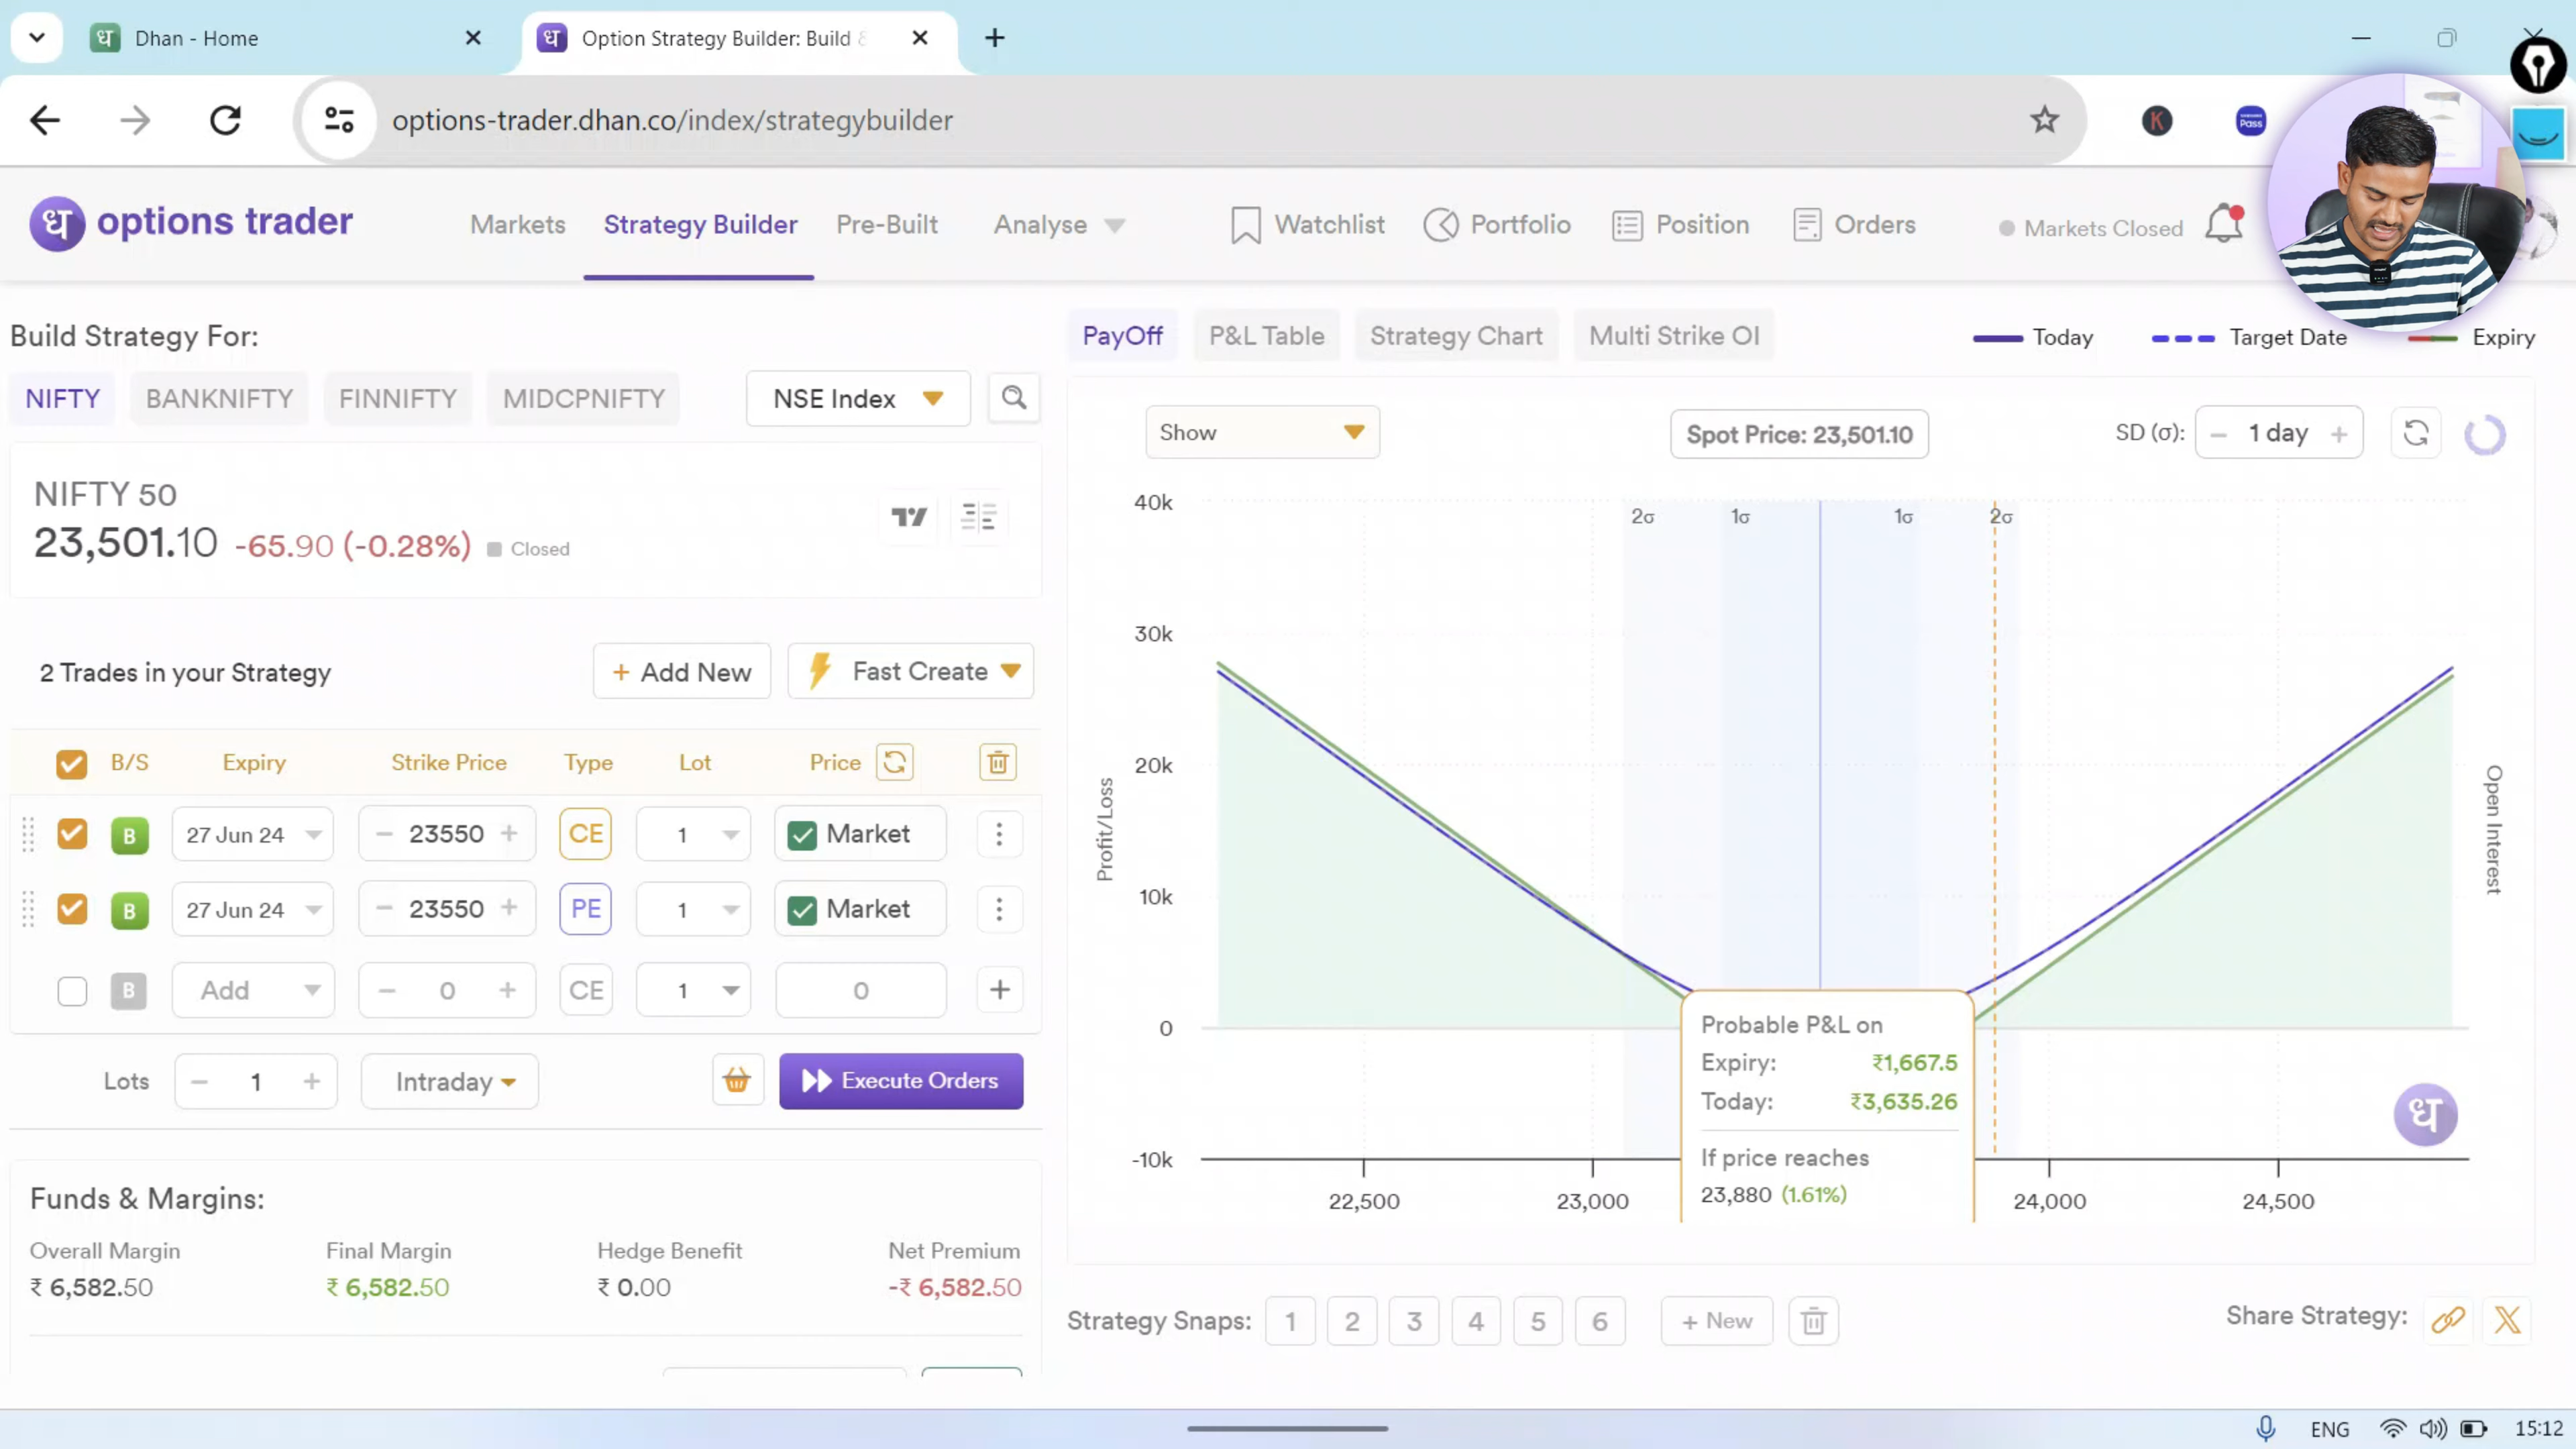 ध Dhan - Home
ध Option Strategy Builder: Build &
options-trader.dhan.co/index/strategybuilder
K
SAMSUNG Pass
ध options trader
Markets
Strategy Builder
Pre-Built
Analyse
Watchlist
Portfolio
Position
Orders
Markets Closed
Build Strategy For:
NIFTY BANKNIFTY FINNIFTY MIDCPNIFTY NSE Index
NIFTY 50
23,501.10 -65.90 (-0.28%) Closed
2 Trades in your Strategy
+ Add New
Fast Create
B/S Expiry Strike Price Type Lot Price
B 27 Jun 24 − 23550 + CE 1 Market
B 27 Jun 24 − 23550 + PE 1 Market
B Add − 0 + CE 1 0 +
Lots − 1 + Intraday Execute Orders
Funds & Margins:
Overall Margin Final Margin Hedge Benefit Net Premium
₹ 6,582.50 ₹ 6,582.50 ₹ 0.00 -₹ 6,582.50
PayOff P&L Table Strategy Chart Multi Strike OI
Today Target Date Expiry
Show
Spot Price: 23,501.10
SD (σ): − 1 day +
40k
30k
20k
10k
0
-10k
2σ 1σ 1σ 2σ
Profit/Loss
Open Interest
Probable P&L on
Expiry: ₹1,667.5
Today: ₹3,635.26
If price reaches
23,880 (1.61%)
ध
22,500 23,000 24,000 24,500
Strategy Snaps: 1 2 3 4 5 6 + New
Share Strategy:
ENG 15:12